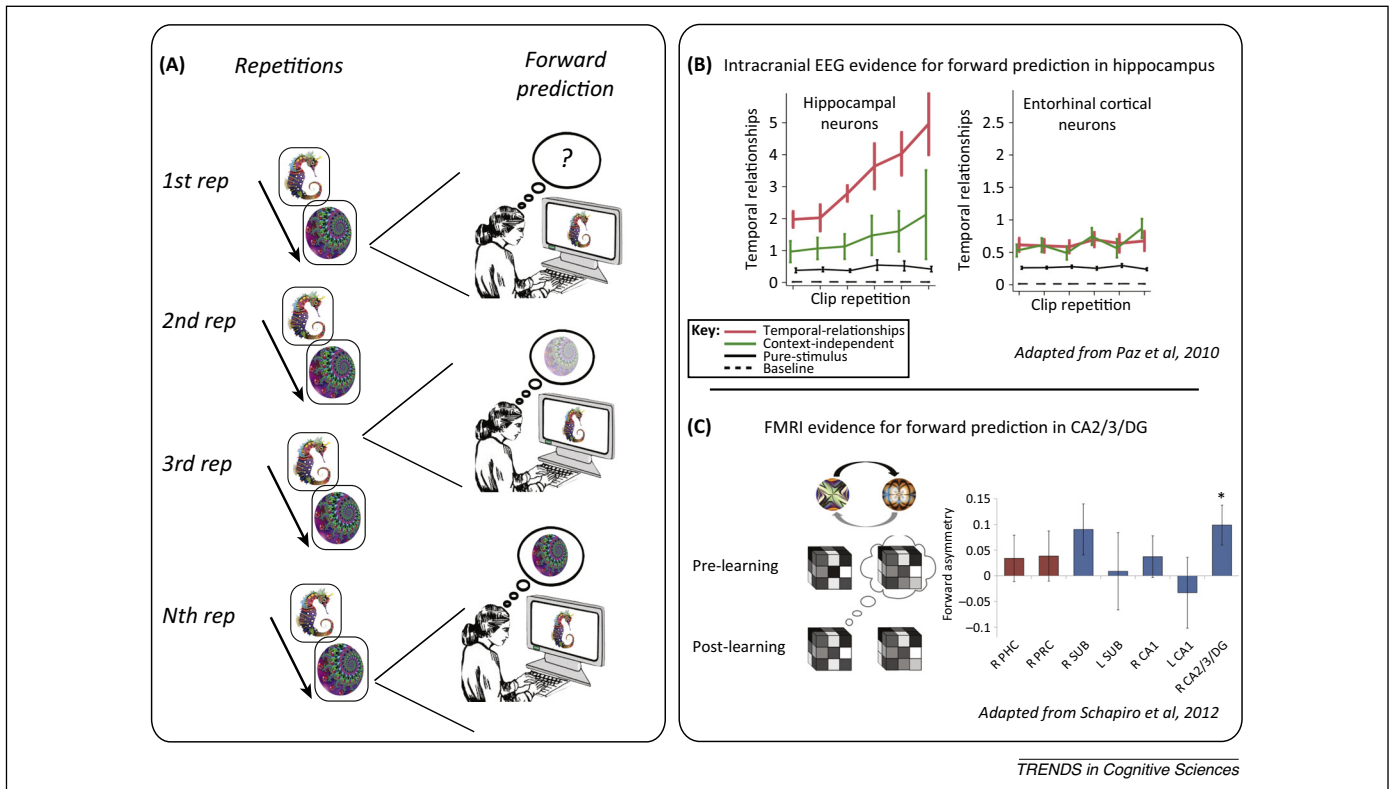 (A) Repetitions Forward
prediction
1st rep
?
2nd rep
3rd rep
Nth rep
(B) Intracranial EEG evidence for forward prediction in hippocampus
Temporal relationships
5
4
3
2
1
0
Hippocampal
neurons
Clip repetition
Temporal relationships
2.5
2
1.5
1
0.5
0
Entorhinal cortical
neurons
Clip repetition
Key: Temporal-relationships
Context-independent
Pure-stimulus
Baseline
Adapted from Paz et al, 2010
(C) FMRI evidence for forward prediction in CA2/3/DG
Pre-learning
Post-learning
Forward asymmetry
0.15
0.1
0.05
0
–0.05
–0.1
*
R PHC
R PRC
R SUB
L SUB
R CA1
L CA1
R CA2/3/DG
Adapted from Schapiro et al, 2012
TRENDS in Cognitive Sciences